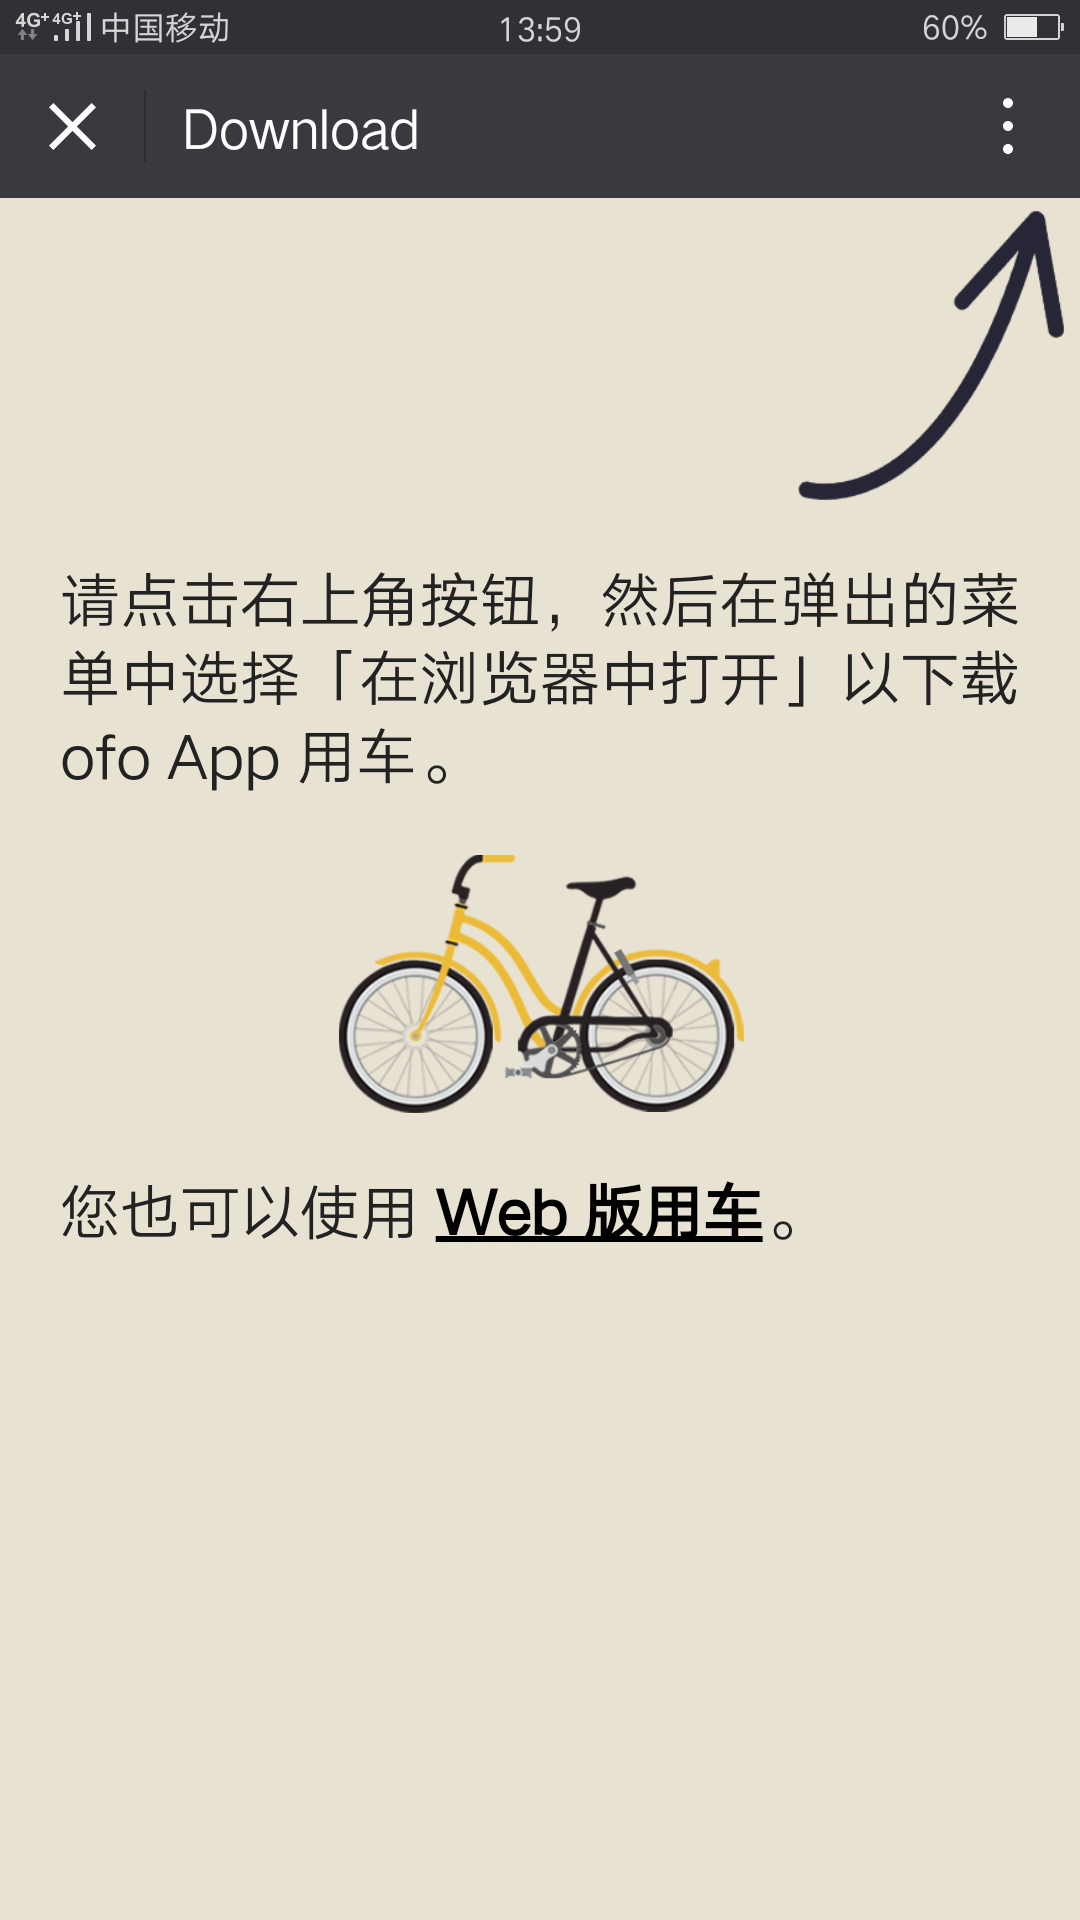 4G+ 4G+ 中国移动 13:59 60%
Download
请点击右上角按钮，然后在弹出的菜
单中选择「在浏览器中打开」以下载
ofo App 用车。
您也可以使用 Web 版用车。